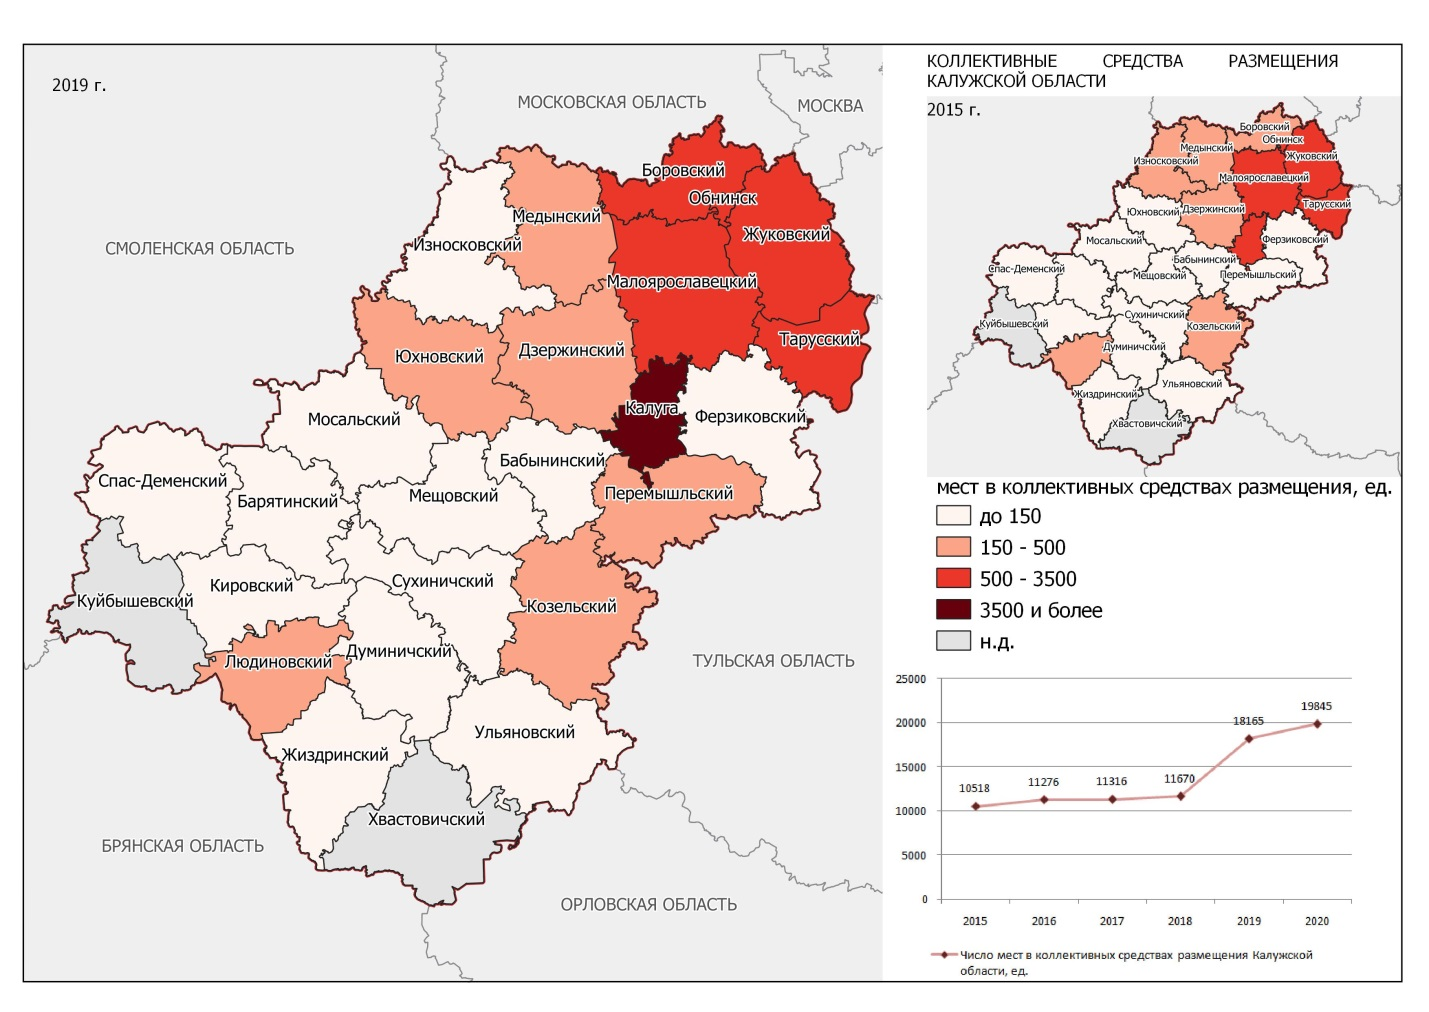 2019 г.
МОСКОВСКАЯ ОБЛАСТЬ
МОСКВА
СМОЛЕНСКАЯ ОБЛАСТЬ
Боровский
Обнинск
Медынский
Жуковский
Износковский
Малоярославецкий
Тарусский
Юхновский
Дзержинский
Калуга
Ферзиковский
Мосальский
Бабынинский
Спас-Деменский
Барятинский
Мещовский
Перемышльский
Куйбышевский
Кировский
Сухиничский
Козельский
Людиновский
Думиничский
ТУЛЬСКАЯ ОБЛАСТЬ
Ульяновский
Жиздринский
Хвастовичский
БРЯНСКАЯ ОБЛАСТЬ
ОРЛОВСКАЯ ОБЛАСТЬ
КОЛЛЕКТИВНЫЕ СРЕДСТВА РАЗМЕЩЕНИЯ
КАЛУЖСКОЙ ОБЛАСТИ
2015 г.
Боровский
Обнинск
Медынский
Жуковский
Износковский
Малоярославецкий
Тарусский
Юхновский
Дзержинский
Мосальский
Ферзиковский
Бабынинский
Спас-Деменский
Мещовский
Перемышльский
Сухиничский
Куйбышевский
Козельский
Думиничский
Ульяновский
Жиздринский
Хвастовичский
мест в коллективных средствах размещения, ед.
до 150
150 - 500
500 - 3500
3500 и более
н.д.
25000
20000
15000
10000
5000
0
10518
11276
11316
11670
18165
19845
2015 2016 2017 2018 2019 2020
Число мест в коллективных средствах размещения Калужской
области, ед.